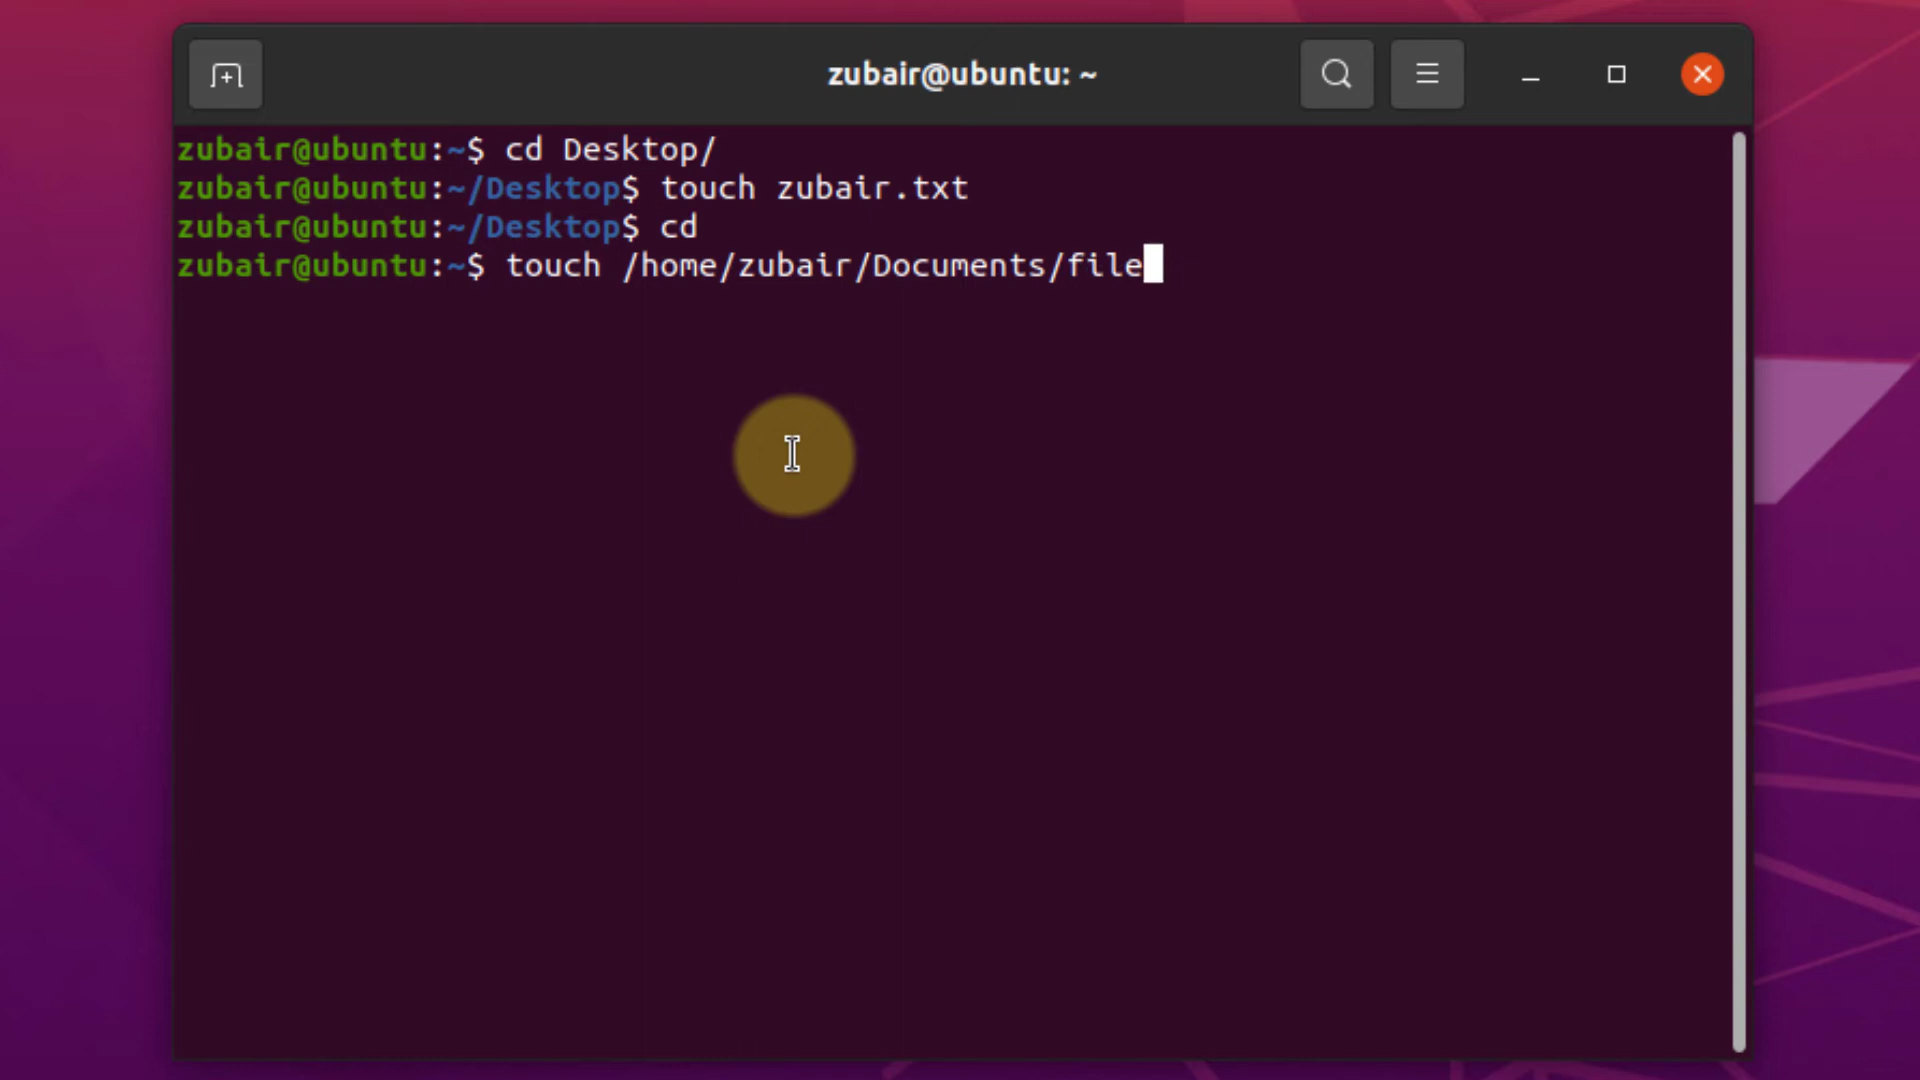 zubair@ubuntu: ~
zubair@ubuntu:~$ cd Desktop/
zubair@ubuntu:~/Desktop$ touch zubair.txt
zubair@ubuntu:~/Desktop$ cd
zubair@ubuntu:~$ touch /home/zubair/Documents/file